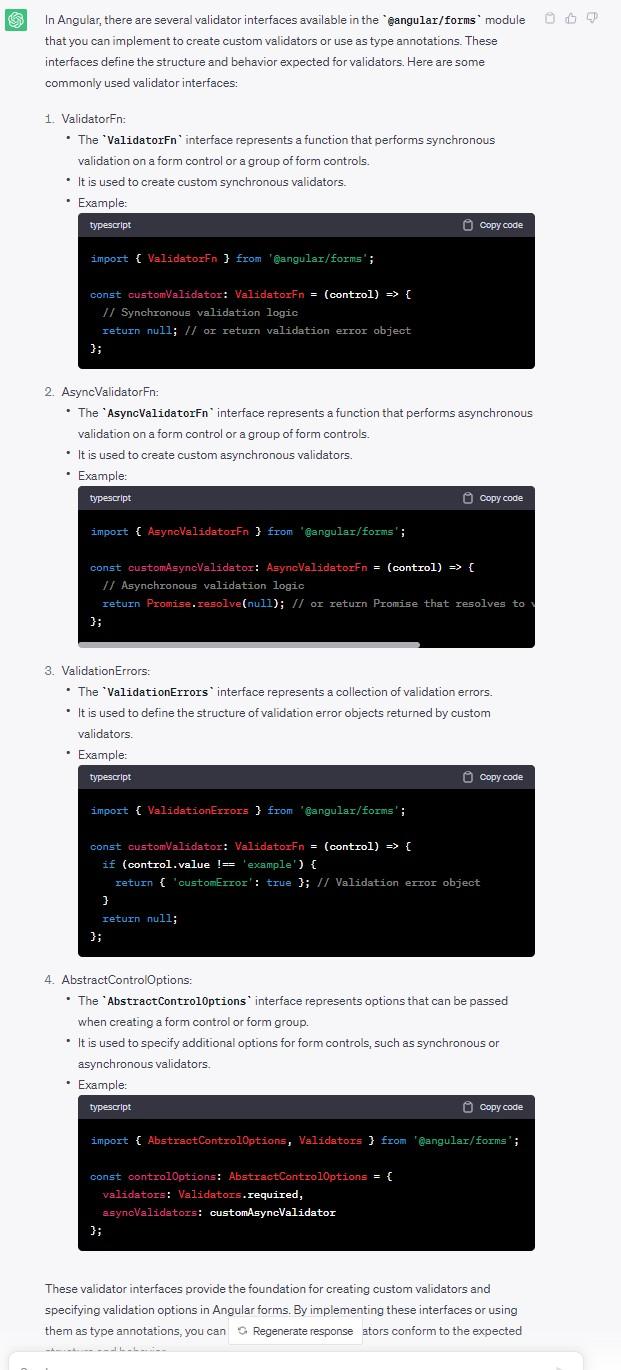 In Angular, there are several validator interfaces available in the `@angular/forms` module
that you can implement to create custom validators or use as type annotations. These
interfaces define the structure and behavior expected for validators. Here are some
commonly used validator interfaces:
1. ValidatorFn:
• The `ValidatorFn` interface represents a function that performs synchronous
validation on a form control or a group of form controls.
• It is used to create custom synchronous validators.
• Example:
typescript Copy code
import { ValidatorFn } from '@angular/forms';
const customValidator: ValidatorFn = (control) => {
// Synchronous validation logic
return null; // or return validation error object
};
2. AsyncValidatorFn:
• The `AsyncValidatorFn` interface represents a function that performs asynchronous
validation on a form control or a group of form controls.
• It is used to create custom asynchronous validators.
• Example:
typescript Copy code
import { AsyncValidatorFn } from '@angular/forms';
const customAsyncValidator: AsyncValidatorFn = (control) => {
// Asynchronous validation logic
return Promise.resolve(null); // or return Promise that resolves to
};
3. ValidationErrors:
• The `ValidationErrors` interface represents a collection of validation errors.
• It is used to define the structure of validation error objects returned by custom
validators.
• Example:
typescript Copy code
import { ValidationErrors } from '@angular/forms';
const customValidator: ValidatorFn = (control) => {
if (control.value !== 'example') {
return { 'customError': true }; // Validation error object
}
return null;
};
4. AbstractControlOptions:
• The `AbstractControlOptions` interface represents options that can be passed
when creating a form control or form group.
• It is used to specify additional options for form controls, such as synchronous or
asynchronous validators.
• Example:
typescript Copy code
import { AbstractControlOptions, Validators } from '@angular/forms';
const controlOptions: AbstractControlOptions = {
validators: Validators.required,
asyncValidators: customAsyncValidator
};
These validator interfaces provide the foundation for creating custom validators and
specifying validation options in Angular forms. By implementing these interfaces or using
them as type annotations, you can Regenerate response ators conform to the expected
structure and behavior.